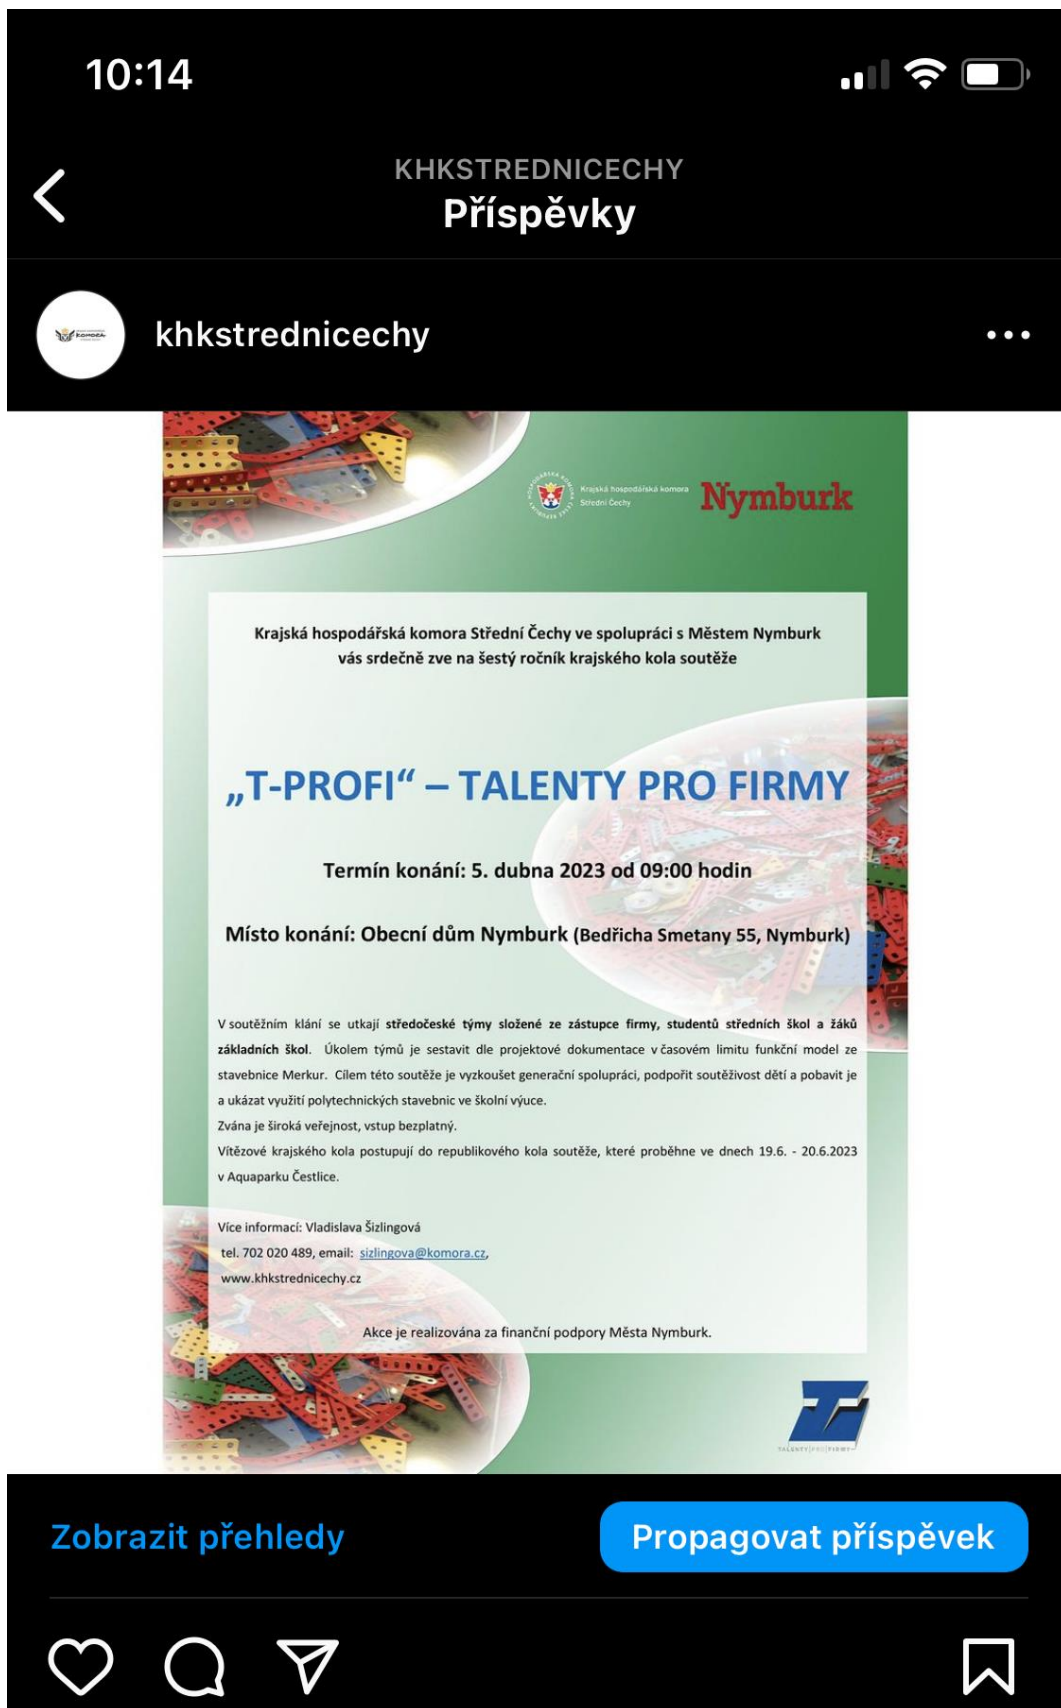 10:14
KHKSTREDNICECHY
Příspěvky
khkstrednicechy
Krajská hospodářská komora
Střední Čechy
Nymburk
Krajská hospodářská komora Střední Čechy ve spolupráci s Městem Nymburk
vás srdečně zve na šestý ročník krajského kola soutěže
„T-PROFI“ – TALENTY PRO FIRMY
Termín konání: 5. dubna 2023 od 09:00 hodin
Místo konání: Obecní dům Nymburk (Bedřicha Smetany 55, Nymburk)
V soutěžním klání se utkají středočeské týmy složené ze zástupce firmy, studentů středních škol a žáků
základních škol. Úkolem týmů je sestavit dle projektové dokumentace v časovém limitu funkční model ze
stavebnice Merkur. Cílem této soutěže je vyzkoušet generační spolupráci, podpořit soutěživost dětí a pobavit je
a ukázat využití polytechnických stavebnic ve školní výuce.
Zvána je široká veřejnost, vstup bezplatný.
Vítězové krajského kola postupují do republikového kola soutěže, které proběhne ve dnech 19.6. - 20.6.2023
v Aquaparku Čestlice.
Více informací: Vladislava Šizlingová
tel. 702 020 489, email: sizlingova@komora.cz,
www.khkstrednicechy.cz
Akce je realizována za finanční podpory Města Nymburk.
TALENTY|PRO|FIRMY
Zobrazit přehledy
Propagovat příspěvek